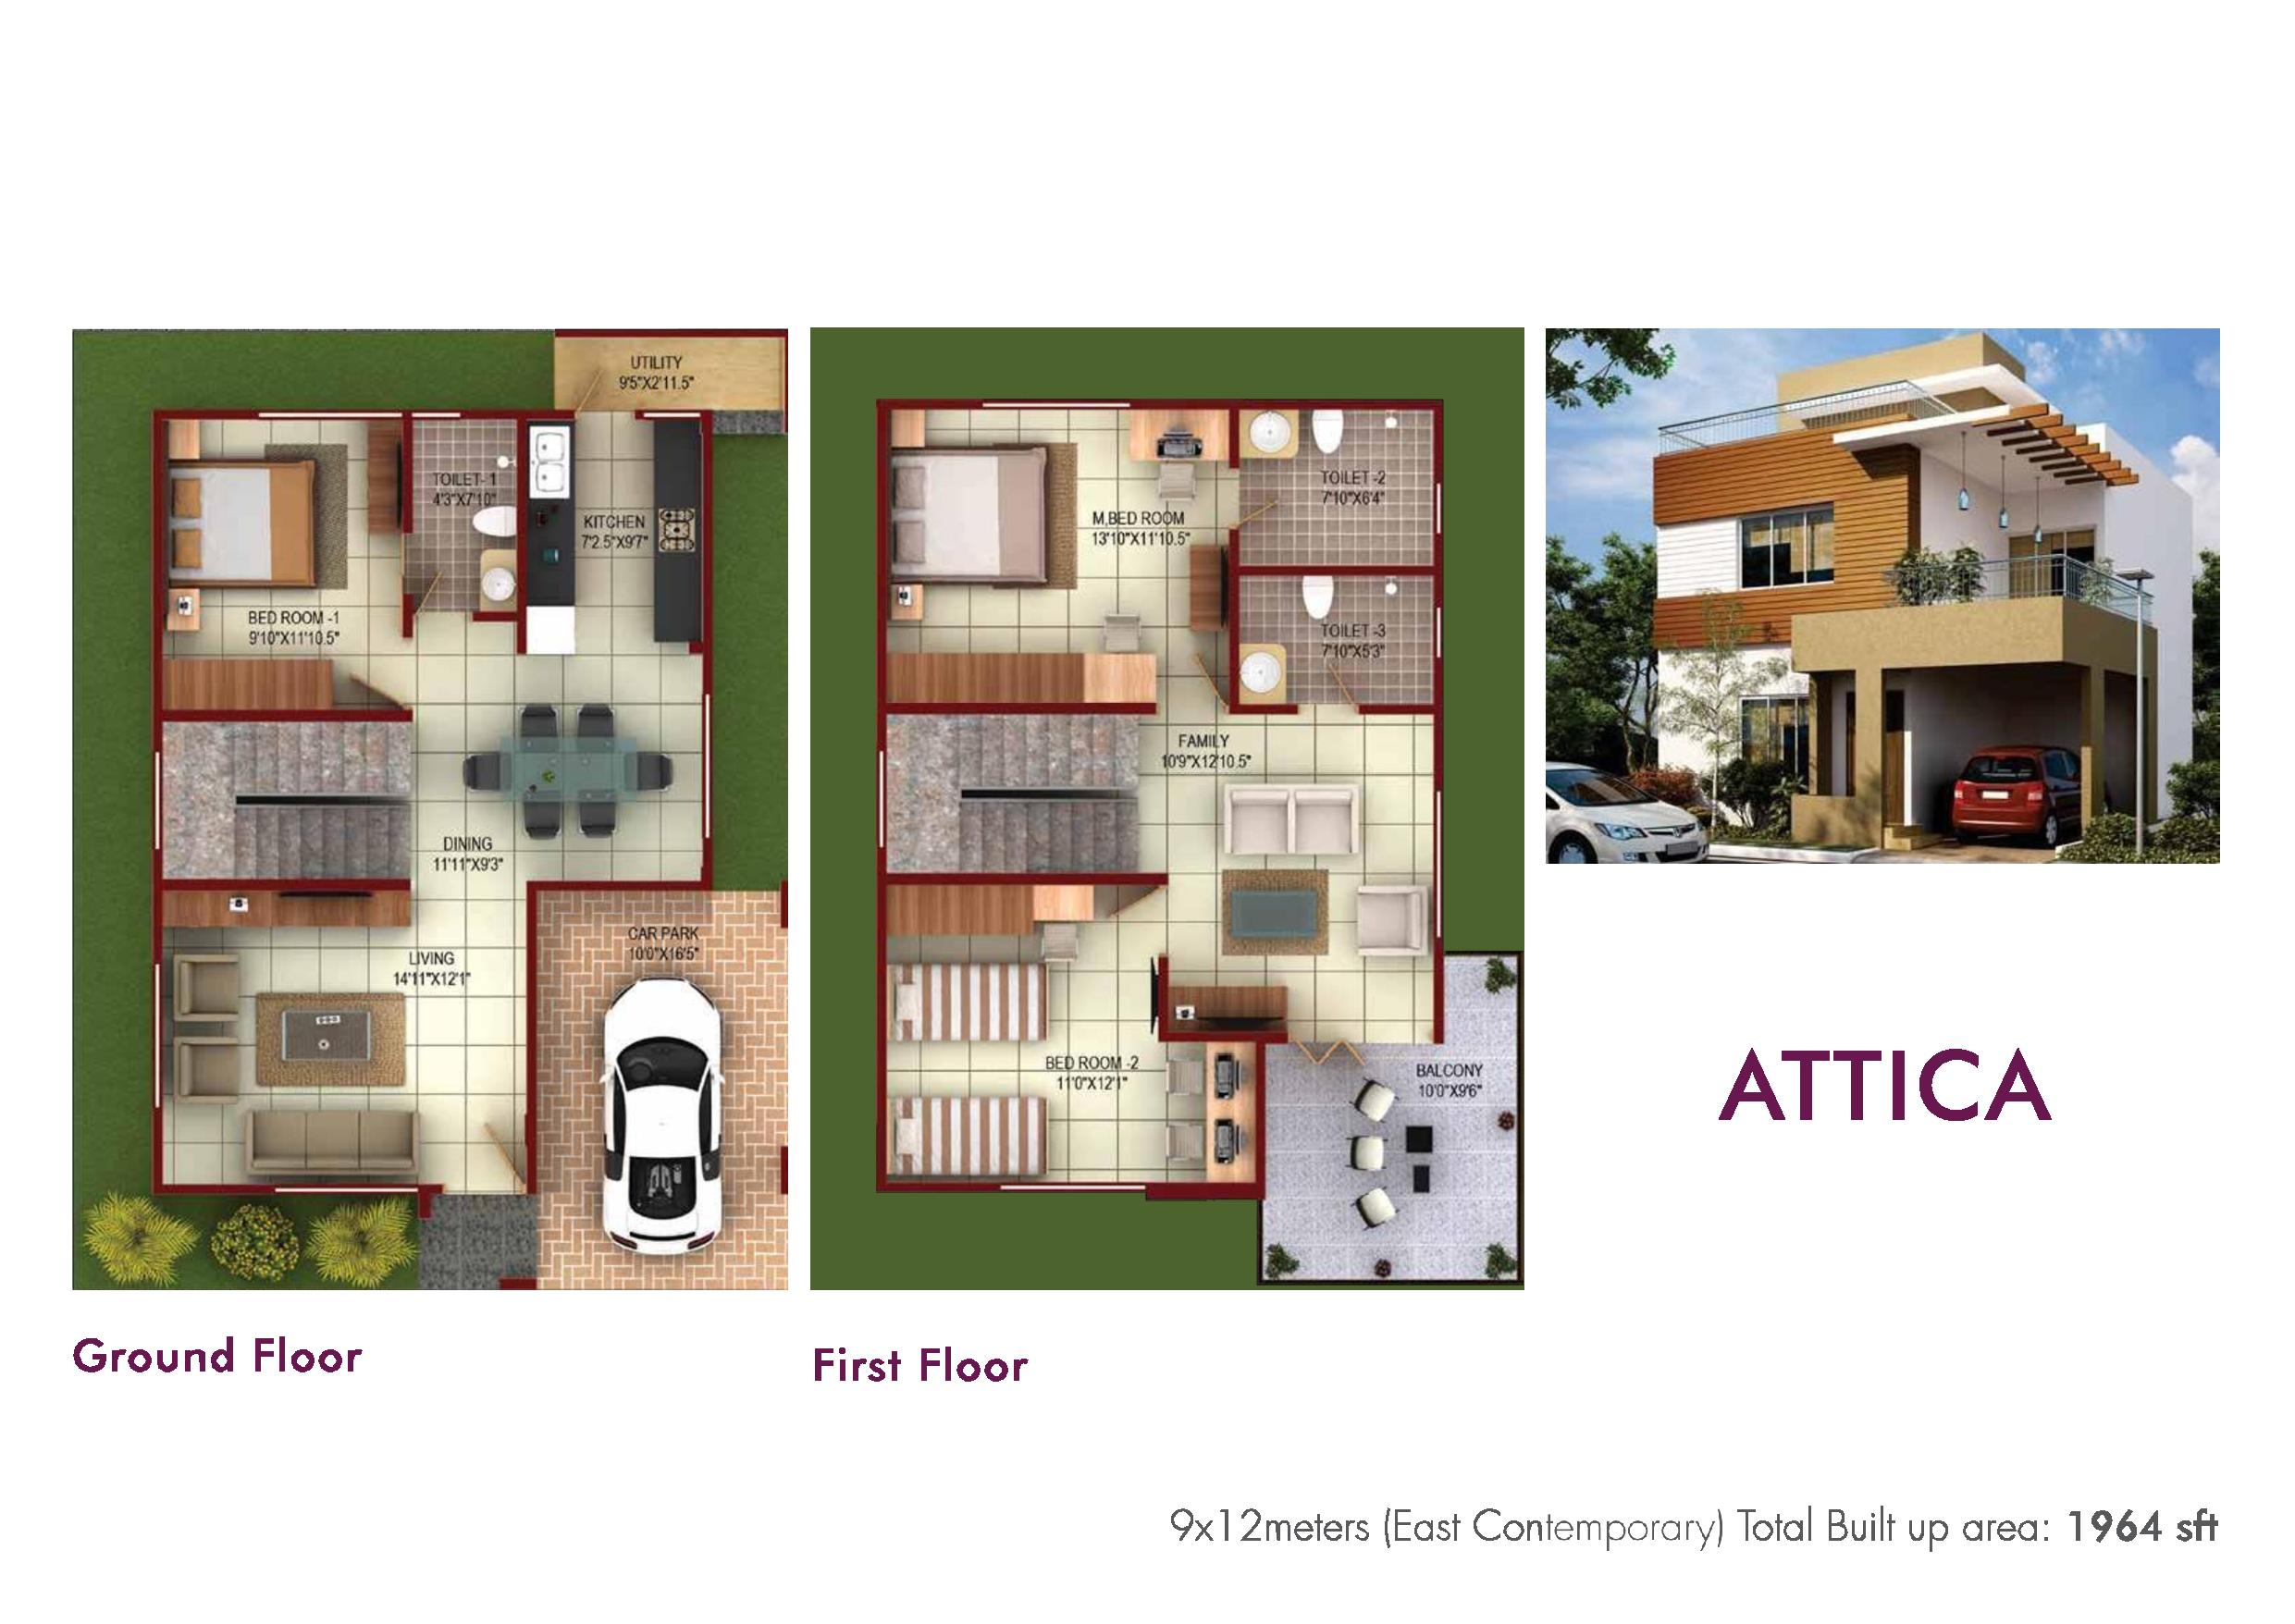 UTILITY
9'5"X2'11.5"
TOILET- 1
4'3"X7'10"
KITCHEN
7'2.5"X9'7"
BED ROOM -1
9'10"X11'10.5"
DINING
11'11"X9'3"
LIVING
14'11"X12'1"
CAR PARK
10'0"X16'5"
Ground Floor
TOILET -2
7'10"X6'4"
M,BED ROOM
13'10"X11'10.5"
TOILET -3
7'10"X5'3"
FAMILY
10'9"X12'10.5"
BED ROOM -2
11'0"X12'1"
BALCONY
10'0"X9'6"
First Floor
ATTICA
9x12meters (East Contemporary) Total Built up area: 1964 sft